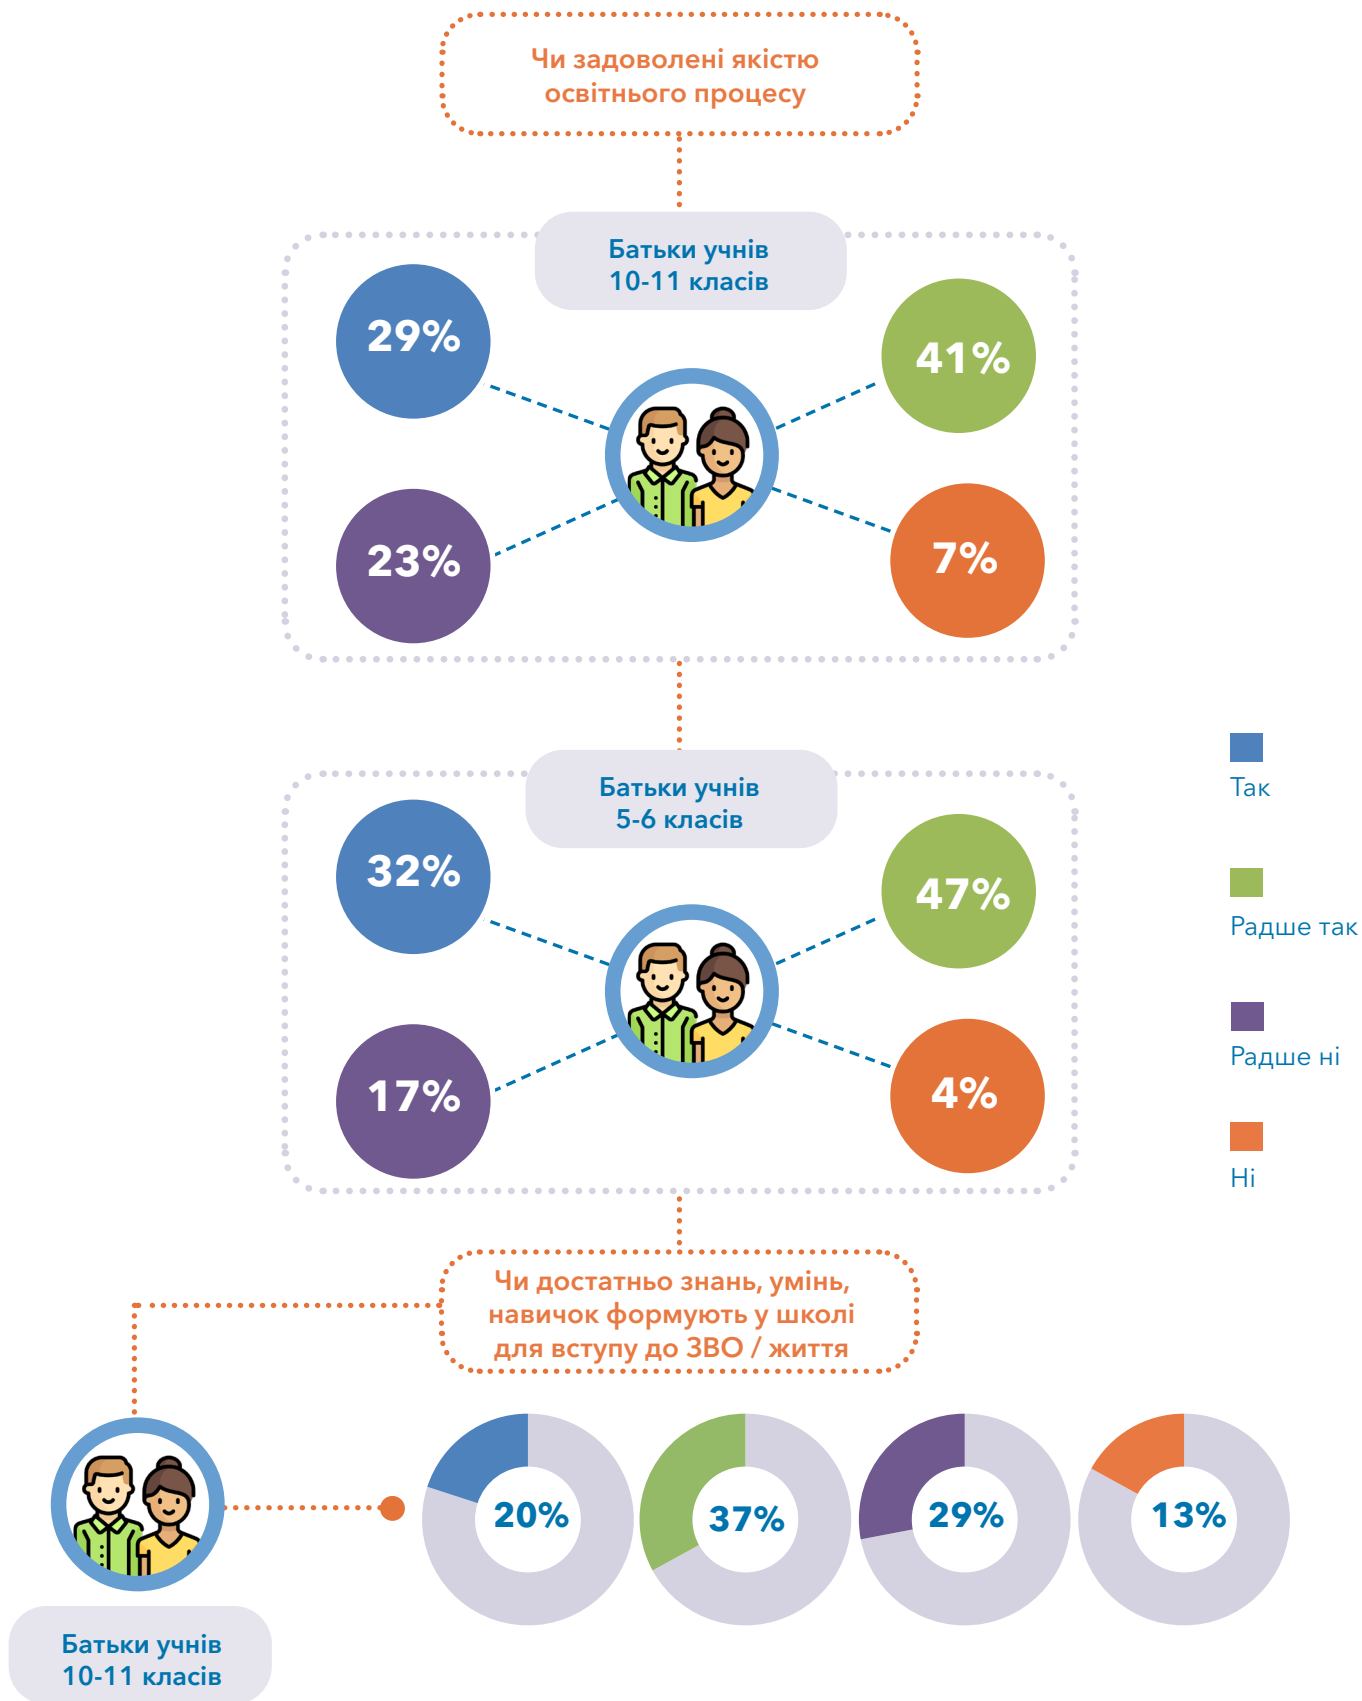 Чи задоволені якістю
освітнього процесу
Батьки учнів
10-11 класів
29%
41%
23%
7%
Батьки учнів
5-6 класів
32%
47%
17%
4%
Так
Радше так
Радше ні
Ні
Чи достатньо знань, умінь,
навичок формують у школі
для вступу до ЗВО / життя
20%
37%
29%
13%
Батьки учнів
10-11 класів